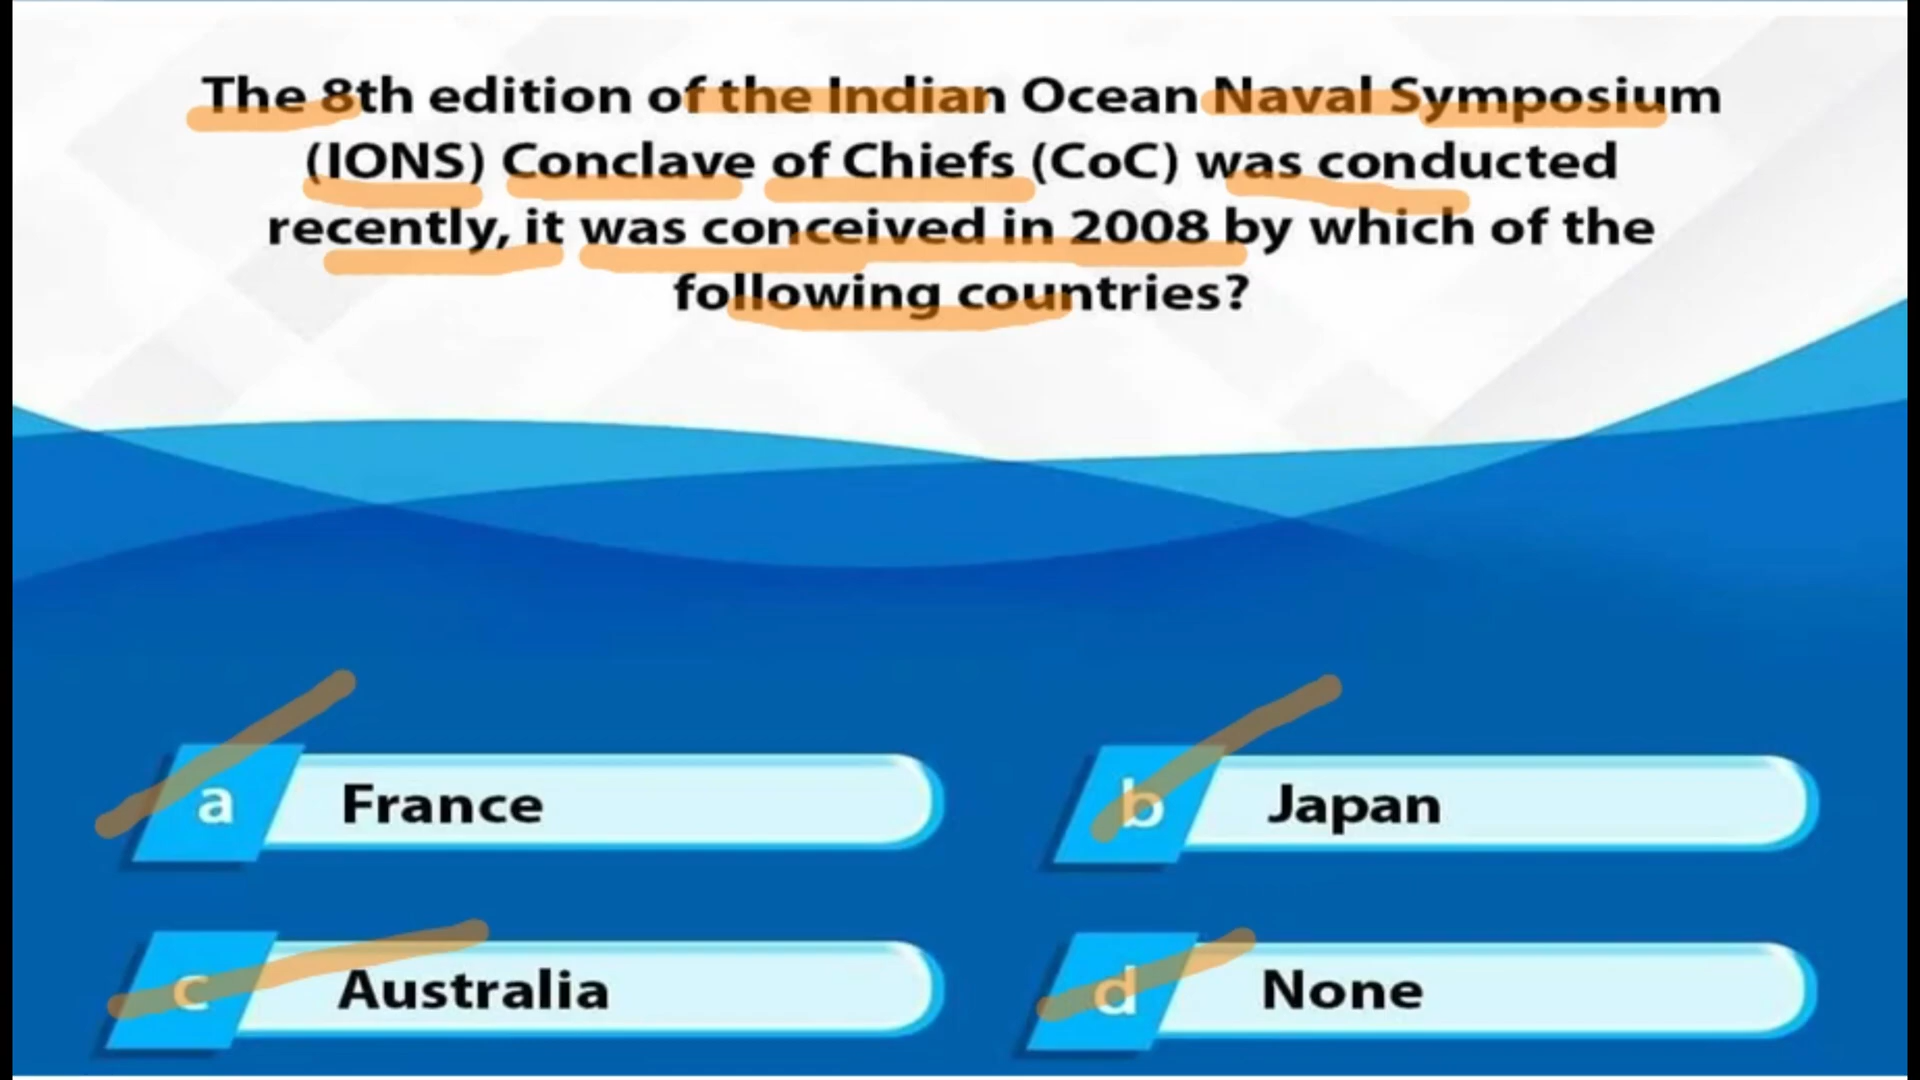 The 8th edition of the Indian Ocean Naval Symposium
(IONS) Conclave of Chiefs (CoC) was conducted
recently, it was conceived in 2008 by which of the
following countries?
a France
b Japan
c Australia
d None